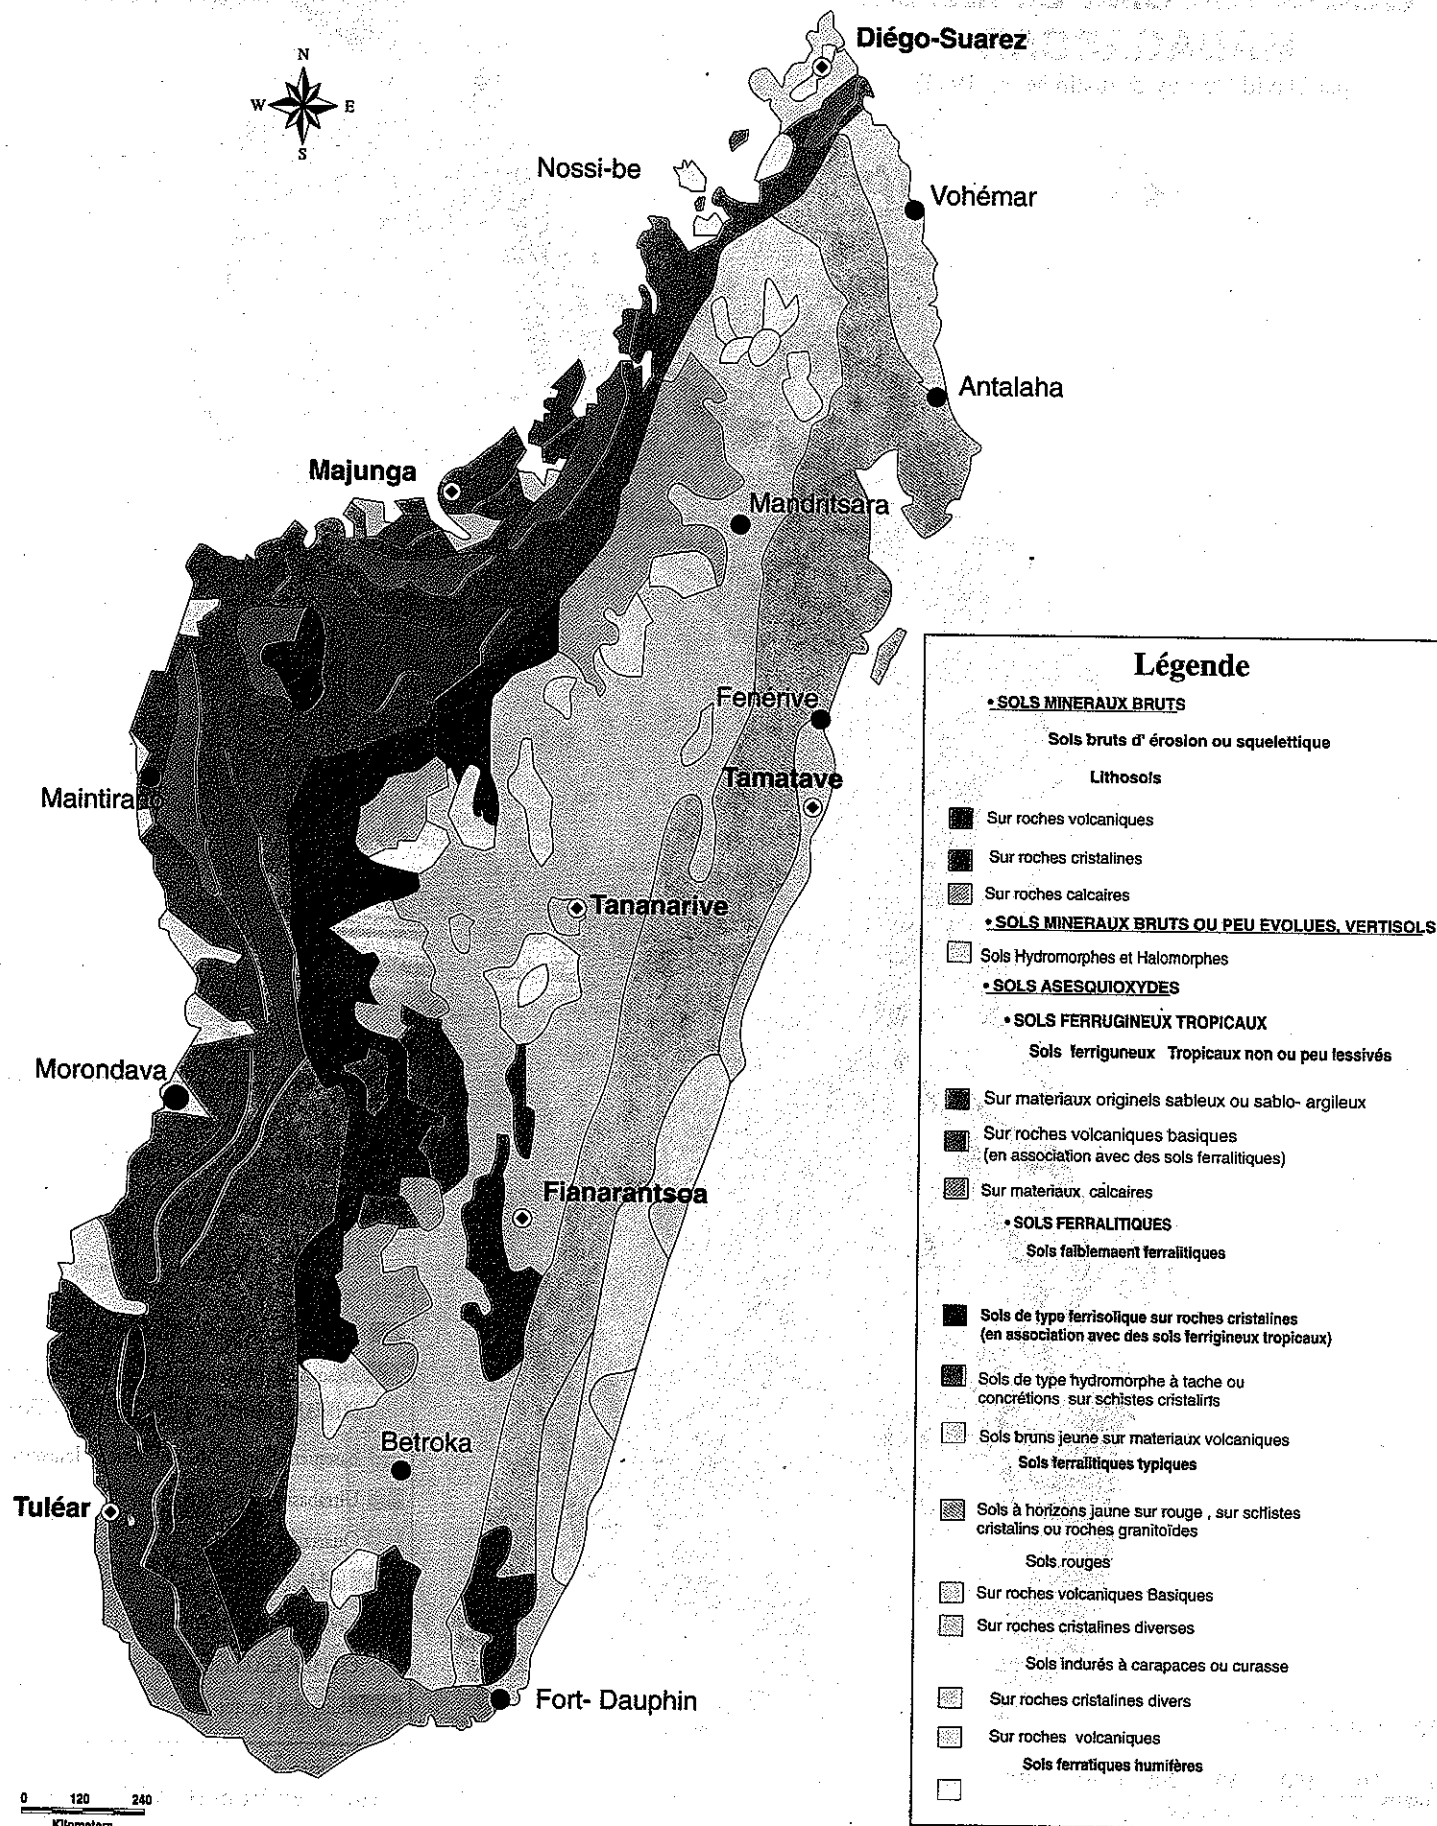 Diégo-Suarez
N
W E
S
Nossi-be
Vohémar
Antalaha
Majunga
Mandritsara
Fenerive
Tamatave
Maintirano
Tananarive
Morondava
Fianarantsoa
Betroka
Tuléar
Fort- Dauphin
0 120 240
Kilometers
Légende
• SOLS MINERAUX BRUTS
Sols bruts d' érosion ou squelettique
Lithosols
Sur roches volcaniques
Sur roches cristalines
Sur roches calcaires
• SOLS MINERAUX BRUTS OU PEU EVOLUES, VERTISOLS
Sols Hydromorphes et Halomorphes
• SOLS ASESQUIOXYDES
• SOLS FERRUGINEUX TROPICAUX
Sols ferriguneux Tropicaux non ou peu lessivés
Sur materiaux originels sableux ou sablo- argileux
Sur roches volcaniques basiques
(en association avec des sols ferralitiques)
Sur materiaux calcaires
• SOLS FERRALITIQUES
Sols faiblemaent ferralitiques
Sols de type ferrisolique sur roches cristalines
(en association avec des sols ferrigineux tropicaux)
Sols de type hydromorphe à tache ou
concrétions sur schistes cristalins
Sols bruns jeune sur materiaux volcaniques
Sols ferralitiques typiques
Sols à horizons jaune sur rouge , sur schistes
cristalins ou roches granitoïdes
Sols rouges
Sur roches volcaniques Basiques
Sur roches cristalines diverses
Sols indurés à carapaces ou curasse
Sur roches cristalines divers
Sur roches volcaniques
Sols ferratiques humifères